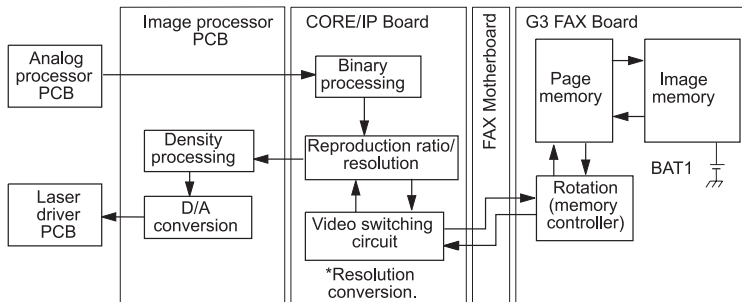 Image processor
PCB
CORE/IP Board
FAX Motherboard
G3 FAX Board
Analog
processor
PCB
Binary
processing
Page
memory
Image
memory
Density
processing
Reproduction ratio/
resolution
BAT1
Laser
driver
PCB
D/A
conversion
Rotation
(memory
controller)
Video switching
circuit
*Resolution
conversion.